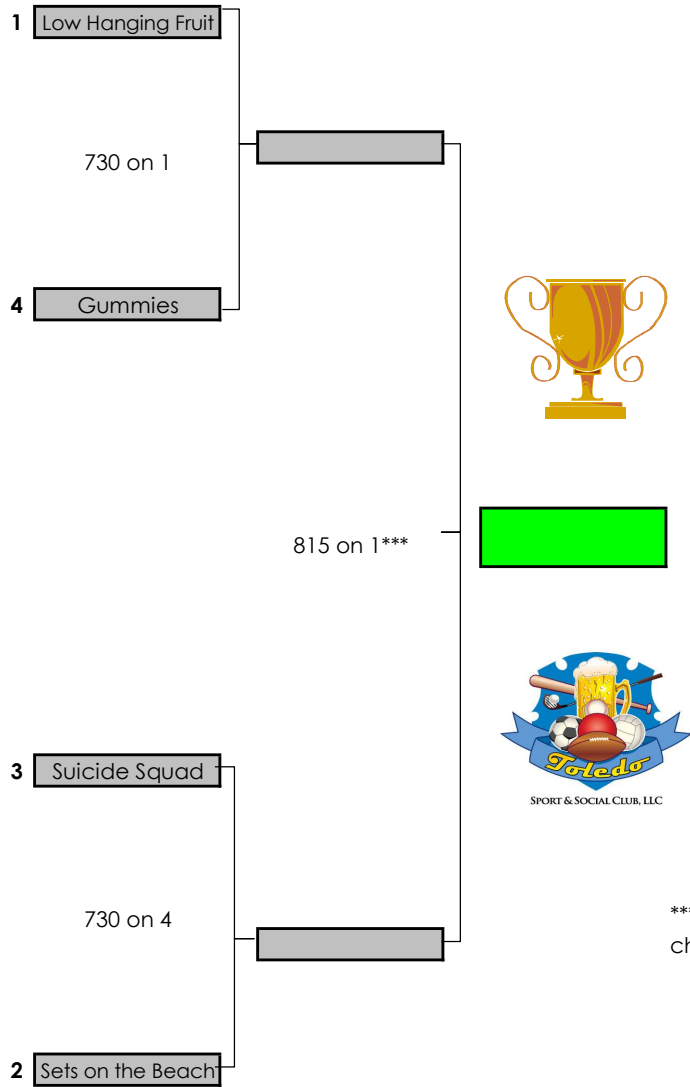 1 Low Hanging Fruit
730 on 1
4 Gummies
815 on 1***
Toledo
SPORT & SOCIAL CLUB, LLC
3 Suicide Squad
730 on 4
***
2 Sets on the Beach